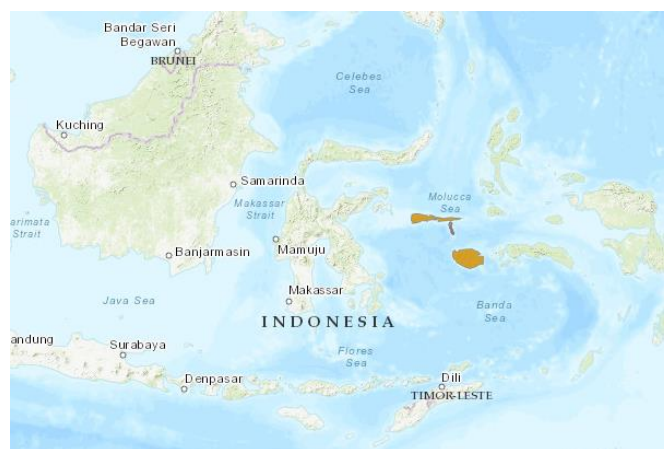 Bandar Seri
Begawan
BRUNEI
Celebes
Sea
Kuching
Samarinda
Molucca
Sea
Makassar
Strait
arimata
Strait
Banjarmasin
Mamuju
Makassar
Java Sea
Banda
Sea
INDONESIA
andung
Surabaya
Flores
Sea
Denpasar
Dili
TIMOR-LESTE